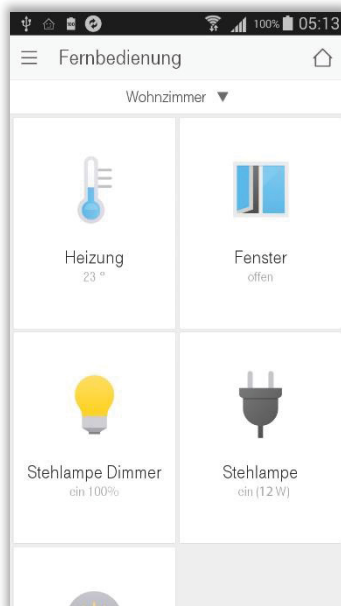 100% 05:13
Fernbedienung
Wohnzimmer ▼
Heizung
23 °
Fenster
offen
Stehlampe Dimmer
ein 100%
Stehlampe
ein (12 W)